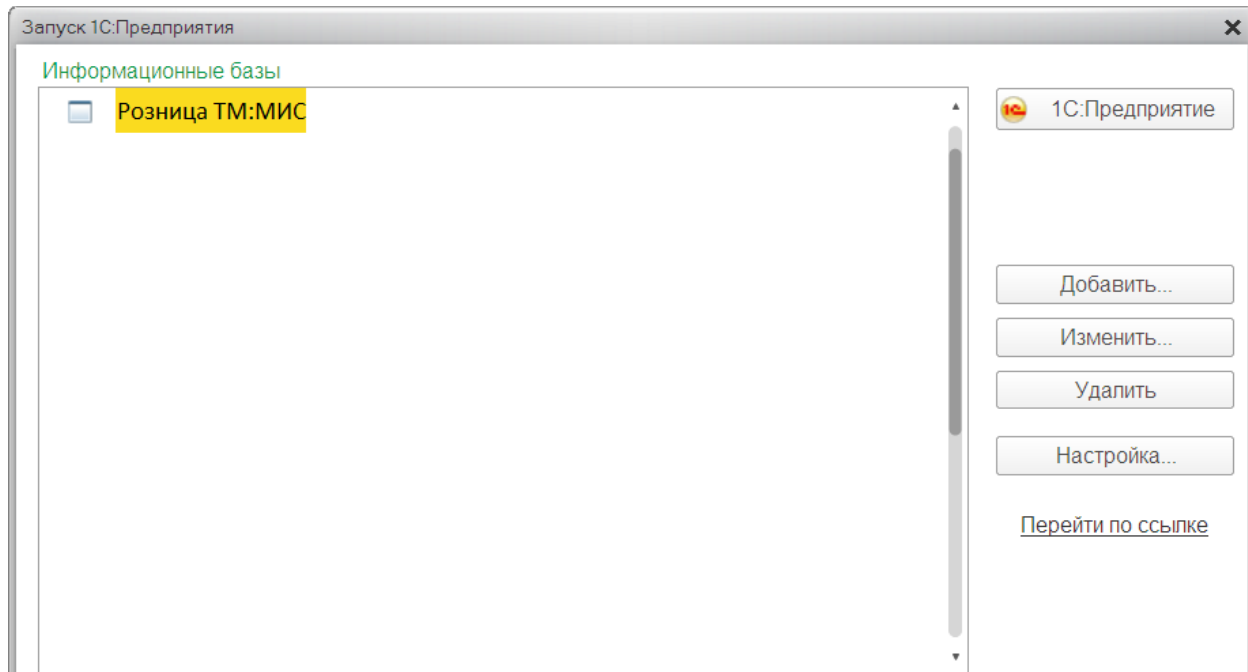 Запуск 1С:Предприятия
Информационные базы
Розница ТМ:МИС
1С:Предприятие
Добавить...
Изменить...
Удалить
Настройка...
Перейти по ссылке